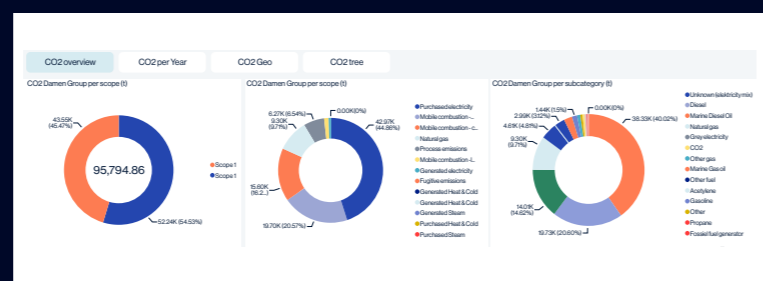 CO2 overview
CO2 per Year
CO2 Geo
CO2 tree
CO2 Damen Group per scope (t)
43.55K
(45.47%)
95,794.86
52.24K (54.53%)
Scope 1
Scope 1
CO2 Damen Group per scope (t)
0.00K (0%)
6.27K (6.54%)
9.30K
(9.71%)
42.97K
(44.86%)
15.60K
(16.2...)
19.70K (20.57%)
Purchased electricity
Mobile combustion -...
Mobile combustion - c...
Natural gas
Process emissions
Mobile combustion - l...
Generated electricity
Fugitive emissions
Generated Heat & Cold
Generated Heat & Cold
Generated Steam
Purchased Heat & Cold
Purchased Steam
CO2 Damen Group per subcategory (t)
0.00K (0%)
1.44K (1.5%)
2.99K (3.12%)
4.61K (4.81%)
9.30K
(9.71%)
38.33K (40.02%)
14.01K
(14.62%)
19.73K (20.60%)
Unknown (elektricity mix)
Diesel
Marine Diesel Oil
Natural gas
Grey electricity
CO2
Other gas
Marine Gas oil
Other fuel
Acetylene
Gasoline
Other
Propane
Fossiel fuel generator